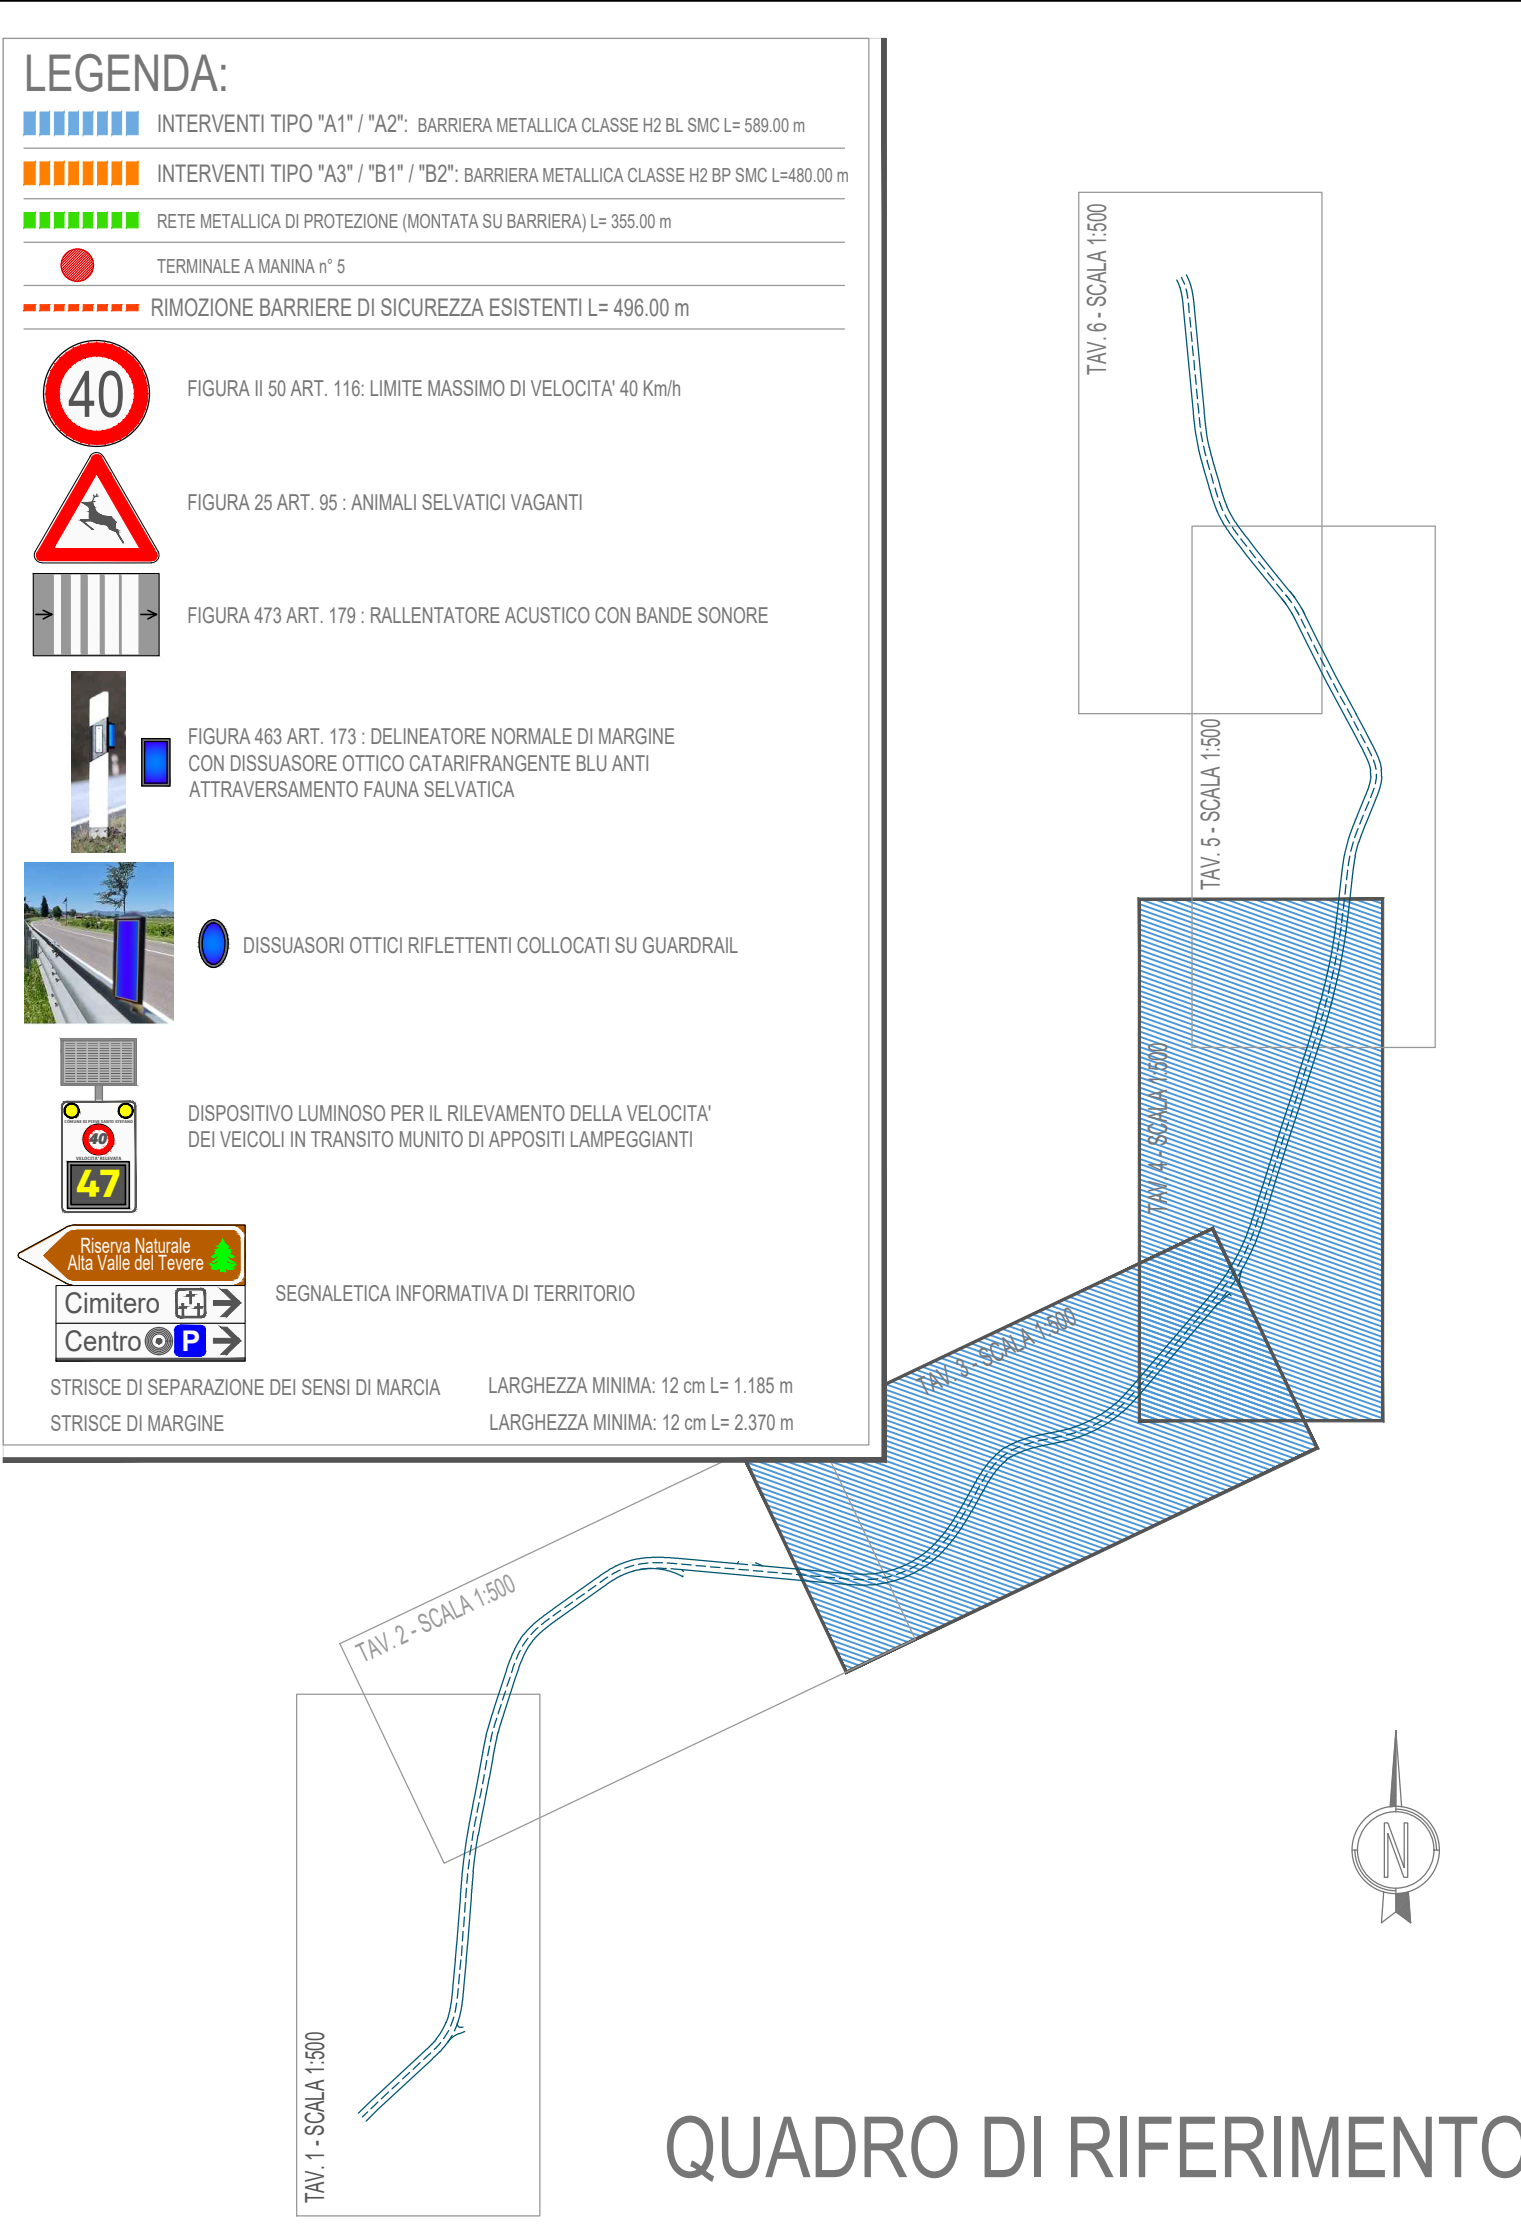 LEGENDA:
INTERVENTI TIPO "A1" / "A2": BARRIERA METALLICA CLASSE H2 BL SMC L= 589.00 m
INTERVENTI TIPO "A3" / "B1" / "B2": BARRIERA METALLICA CLASSE H2 BP SMC L=480.00 m
RETE METALLICA DI PROTEZIONE (MONTATA SU BARRIERA) L= 355.00 m
TERMINALE A MANINA n° 5
RIMOZIONE BARRIERE DI SICUREZZA ESISTENTI L= 496.00 m
40
FIGURA II 50 ART. 116: LIMITE MASSIMO DI VELOCITA' 40 Km/h
FIGURA 25 ART. 95 : ANIMALI SELVATICI VAGANTI
FIGURA 473 ART. 179 : RALLENTATORE ACUSTICO CON BANDE SONORE
FIGURA 463 ART. 173 : DELINEATORE NORMALE DI MARGINE
CON DISSUASORE OTTICO CATARIFRANGENTE BLU ANTI
ATTRAVERSAMENTO FAUNA SELVATICA
DISSUASORI OTTICI RIFLETTENTI COLLOCATI SU GUARDRAIL
COMUNE DI PIEVE SANTO STEFANO
40
VELOCITA' RILEVATA
47
DISPOSITIVO LUMINOSO PER IL RILEVAMENTO DELLA VELOCITA'
DEI VEICOLI IN TRANSITO MUNITO DI APPOSITI LAMPEGGIANTI
Riserva Naturale
Alta Valle del Tevere
Cimitero
Centro P
SEGNALETICA INFORMATIVA DI TERRITORIO
STRISCE DI SEPARAZIONE DEI SENSI DI MARCIA LARGHEZZA MINIMA: 12 cm L= 1.185 m
STRISCE DI MARGINE LARGHEZZA MINIMA: 12 cm L= 2.370 m
TAV. 6 - SCALA 1:500
TAV. 5 - SCALA 1:500
TAV. 4 - SCALA 1:500
TAV. 3 - SCALA 1:500
TAV. 2 - SCALA 1:500
TAV. 1 - SCALA 1:500
N
QUADRO DI RIFERIMENTO